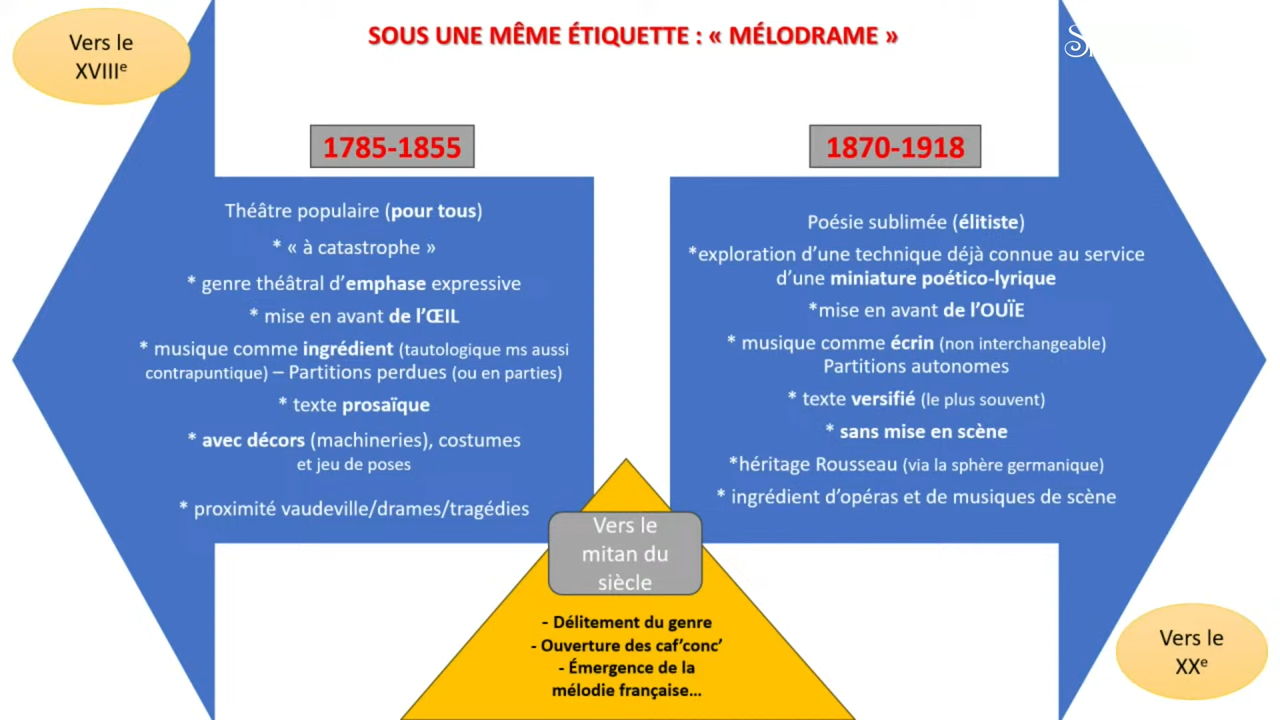 Vers le
XVIIIᵉ
SOUS UNE MÊME ÉTIQUETTE : « MÉLODRAME »
1785-1855
Théâtre populaire (pour tous)
* « à catastrophe »
* genre théâtral d’emphase expressive
* mise en avant de l’ŒIL
* musique comme ingrédient (tautologique ms aussi
contrapuntique) – Partitions perdues (ou en parties)
* texte prosaïque
* avec décors (machineries), costumes
et jeu de poses
* proximité vaudeville/drames/tragédies
1870-1918
Poésie sublimée (élitiste)
*exploration d’une technique déjà connue au service
d’une miniature poético-lyrique
*mise en avant de l’OUÏE
* musique comme écrin (non interchangeable)
Partitions autonomes
* texte versifié (le plus souvent)
* sans mise en scène
*héritage Rousseau (via la sphère germanique)
* ingrédient d’opéras et de musiques de scène
Vers le
mitan du
siècle
- Délitement du genre
- Ouverture des caf’conc’
- Émergence de la
mélodie française…
Vers le
XXᵉ